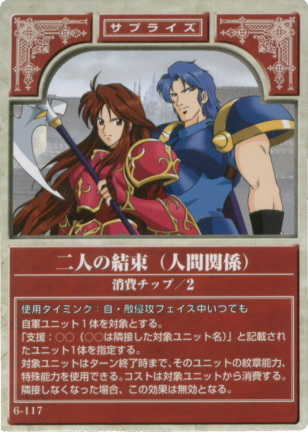 サプライズ
二人の結束（人間関係）
消費チップ／2
使用タイミング：自・敵侵攻フェイス中いつでも
自軍ユニット1体を対象とする。
「支援：○○（○○は隣接した対象ユニット名）」と記載され
たユニット1体を指定する。
対象ユニットはターン終了時まで、そのユニットの紋章能力、
特殊能力を使用できる。コストは対象ユニットから消費する。
隣接しなくなった場合、この効果は無効となる。
6-117